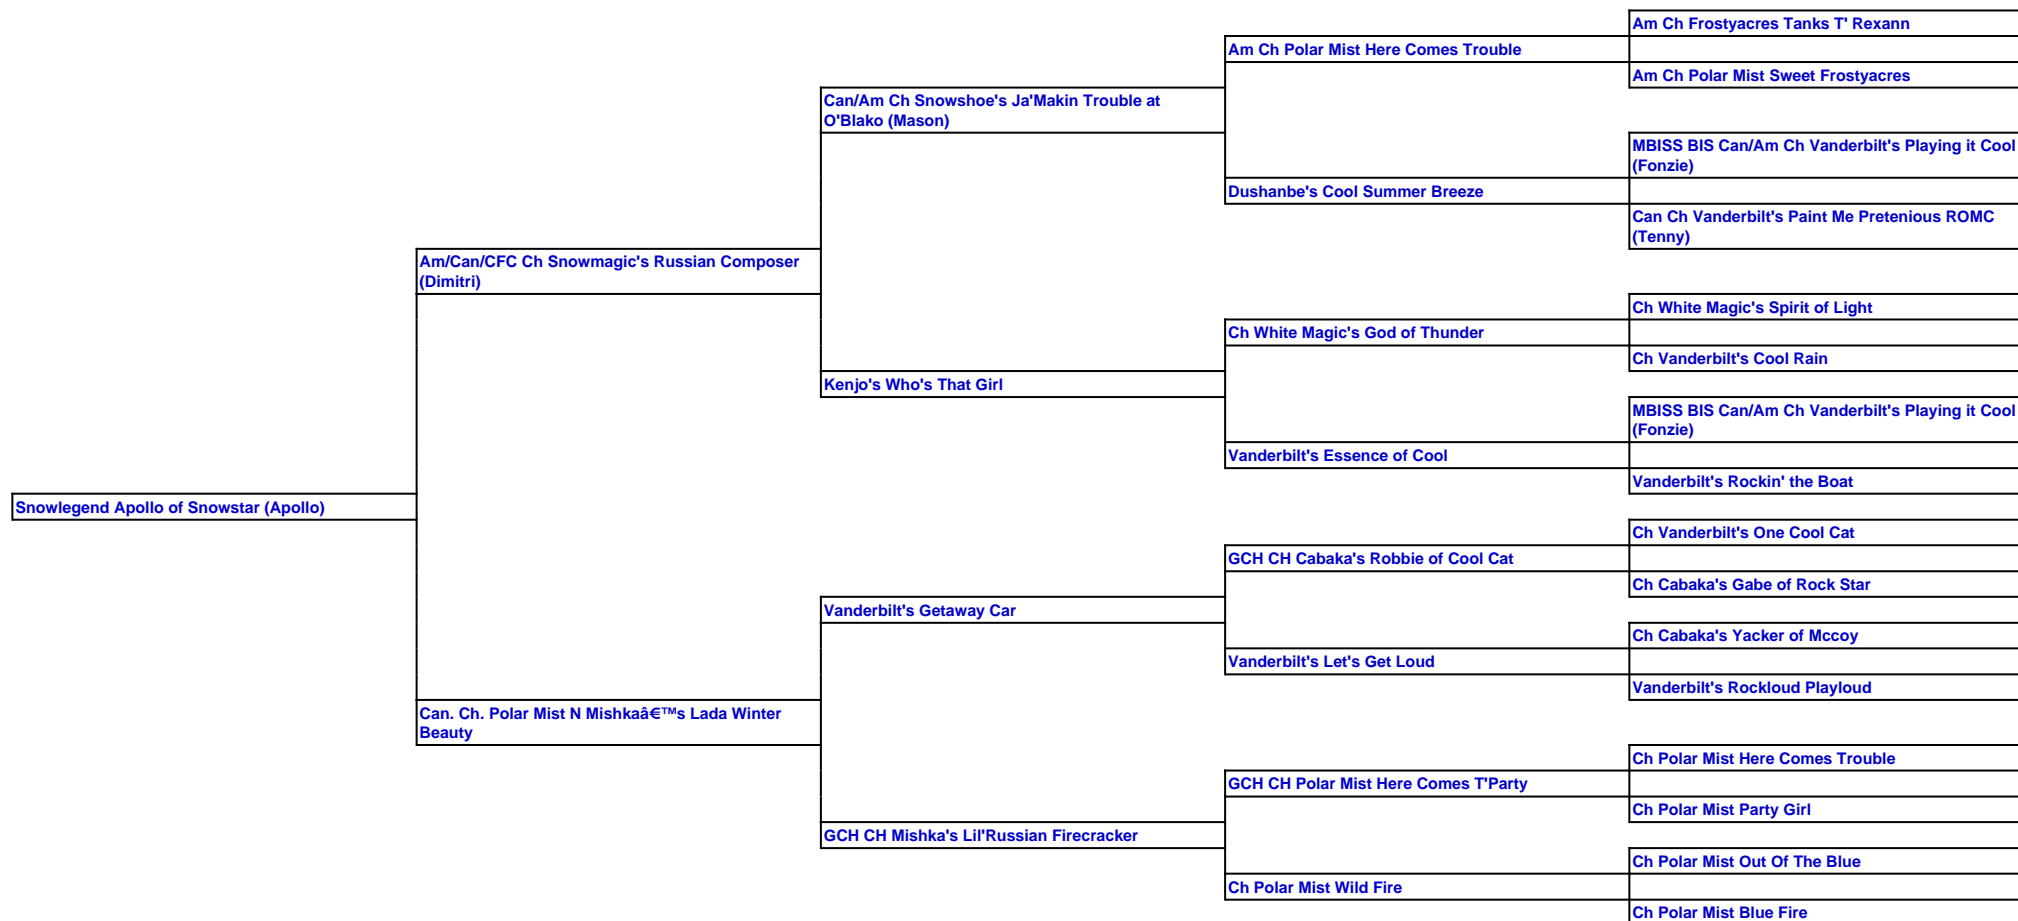 Am Ch Frostyacres Tanks T' Rexann
Am Ch Polar Mist Here Comes Trouble
Am Ch Polar Mist Sweet Frostyacres
Can/Am Ch Snowshoe's Ja'Makin Trouble at
O'Blako (Mason)
MBISS BIS Can/Am Ch Vanderbilt's Playing it Cool
(Fonzie)
Dushanbe's Cool Summer Breeze
Can Ch Vanderbilt's Paint Me Pretenious ROMC
(Tenny)
Am/Can/CFC Ch Snowmagic's Russian Composer
(Dimitri)
Ch White Magic's Spirit of Light
Ch White Magic's God of Thunder
Ch Vanderbilt's Cool Rain
Kenjo's Who's That Girl
MBISS BIS Can/Am Ch Vanderbilt's Playing it Cool
(Fonzie)
Vanderbilt's Essence of Cool
Vanderbilt's Rockin' the Boat
Snowlegend Apollo of Snowstar (Apollo)
Ch Vanderbilt's One Cool Cat
GCH CH Cabaka's Robbie of Cool Cat
Ch Cabaka's Gabe of Rock Star
Vanderbilt's Getaway Car
Ch Cabaka's Yacker of Mccoy
Vanderbilt's Let's Get Loud
Vanderbilt's Rockloud Playloud
Can. Ch. Polar Mist N Mishkaâ€™s Lada Winter
Beauty
Ch Polar Mist Here Comes Trouble
GCH CH Polar Mist Here Comes T'Party
Ch Polar Mist Party Girl
GCH CH Mishka's Lil'Russian Firecracker
Ch Polar Mist Out Of The Blue
Ch Polar Mist Wild Fire
Ch Polar Mist Blue Fire